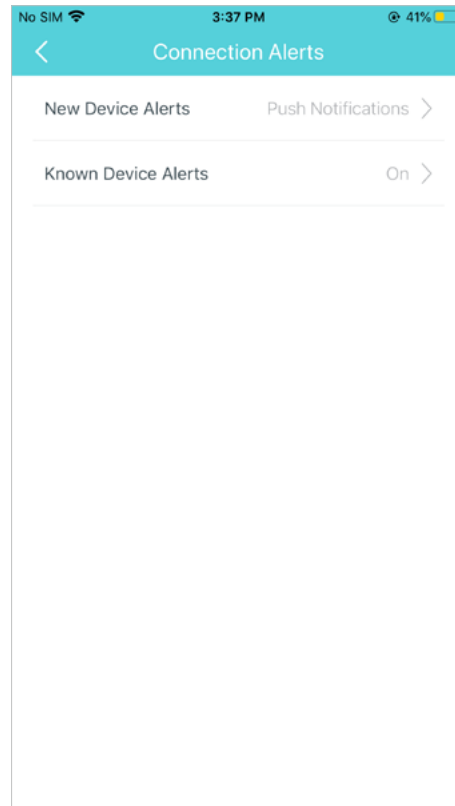 No SIM 3:37 PM 41%
Connection Alerts
New Device Alerts Push Notifications
Known Device Alerts On